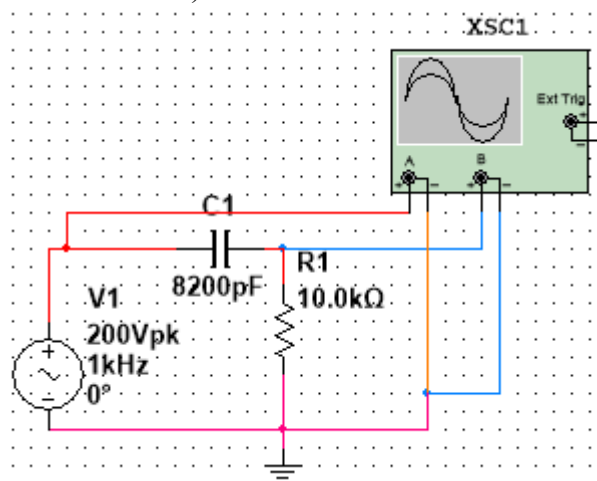 XSC1
Ext Trig
+
−
A
B
+ − + −
C1
8200pF
R1
10.0kΩ
V1
200Vpk
1kHz
0°
+
−